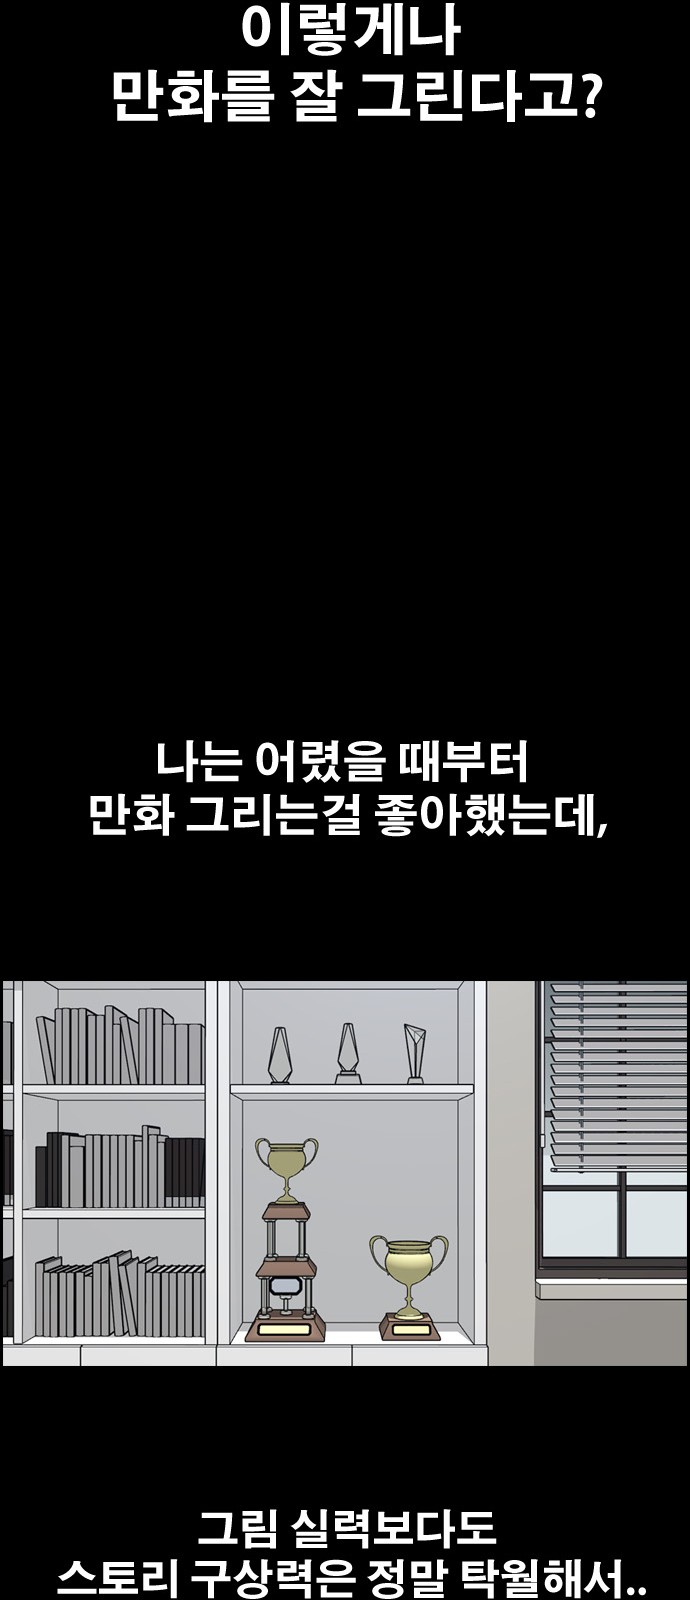 이렇게나
만화를 잘 그린다고?
나는 어렸을 때부터
만화 그리는걸 좋아했는데,
그림 실력보다도
스토리 구상력은 정말 탁월해서..